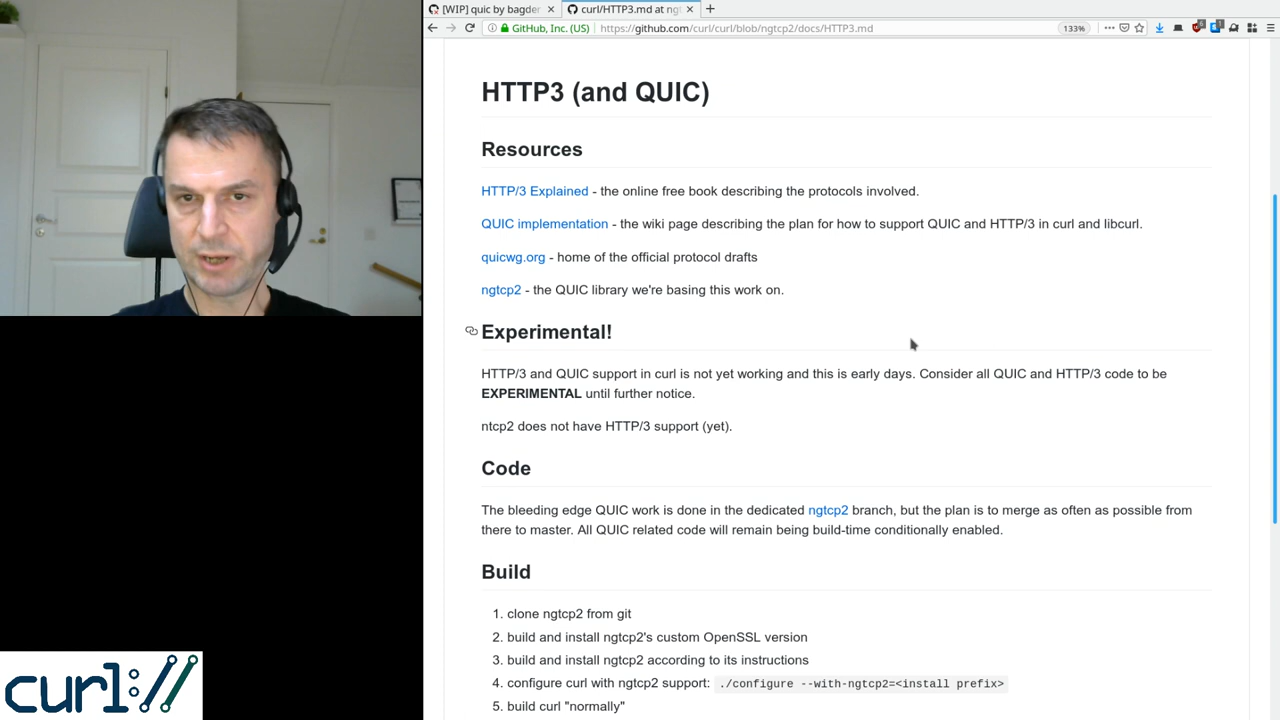 [WIP] quic by bagder
curl/HTTP3.md at ngt
GitHub, Inc. (US)
https://github.com/curl/curl/blob/ngtcp2/docs/HTTP3.md
133%
HTTP3 (and QUIC)
Resources
HTTP/3 Explained - the online free book describing the protocols involved.
QUIC implementation - the wiki page describing the plan for how to support QUIC and HTTP/3 in curl and libcurl.
quicwg.org - home of the official protocol drafts
ngtcp2 - the QUIC library we're basing this work on.
Experimental!
HTTP/3 and QUIC support in curl is not yet working and this is early days. Consider all QUIC and HTTP/3 code to be
EXPERIMENTAL until further notice.
ntcp2 does not have HTTP/3 support (yet).
Code
The bleeding edge QUIC work is done in the dedicated ngtcp2 branch, but the plan is to merge as often as possible from
there to master. All QUIC related code will remain being build-time conditionally enabled.
Build
1. clone ngtcp2 from git
2. build and install ngtcp2's custom OpenSSL version
3. build and install ngtcp2 according to its instructions
4. configure curl with ngtcp2 support: ./configure --with-ngtcp2=<install prefix>
5. build curl "normally"
curl://